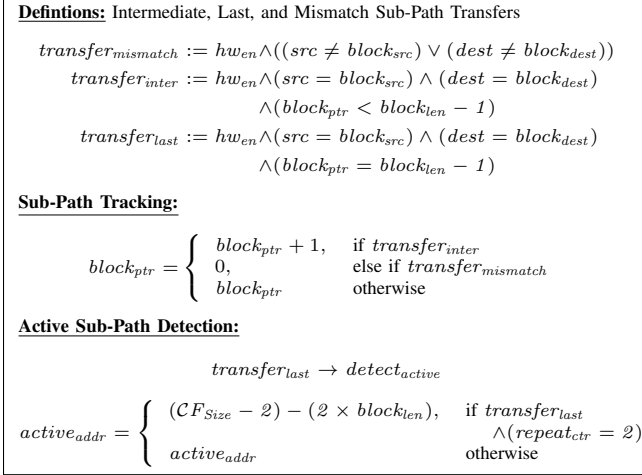 Defintions: Intermediate, Last, and Mismatch Sub-Path Transfers
transfer_mismatch := hw_en∧((src ≠ block_src) ∨ (dest ≠ block_dest))
transfer_inter := hw_en∧(src = block_src) ∧ (dest = block_dest)
∧(block_ptr < block_len − 1)
transfer_last := hw_en∧(src = block_src) ∧ (dest = block_dest)
∧(block_ptr = block_len − 1)
Sub-Path Tracking:
block_ptr = { block_ptr + 1, if transfer_inter
0, else if transfer_mismatch
block_ptr otherwise
Active Sub-Path Detection:
transfer_last → detect_active
active_addr = { (CF_Size − 2) − (2 × block_len), if transfer_last
∧(repeat_ctr = 2)
active_addr otherwise